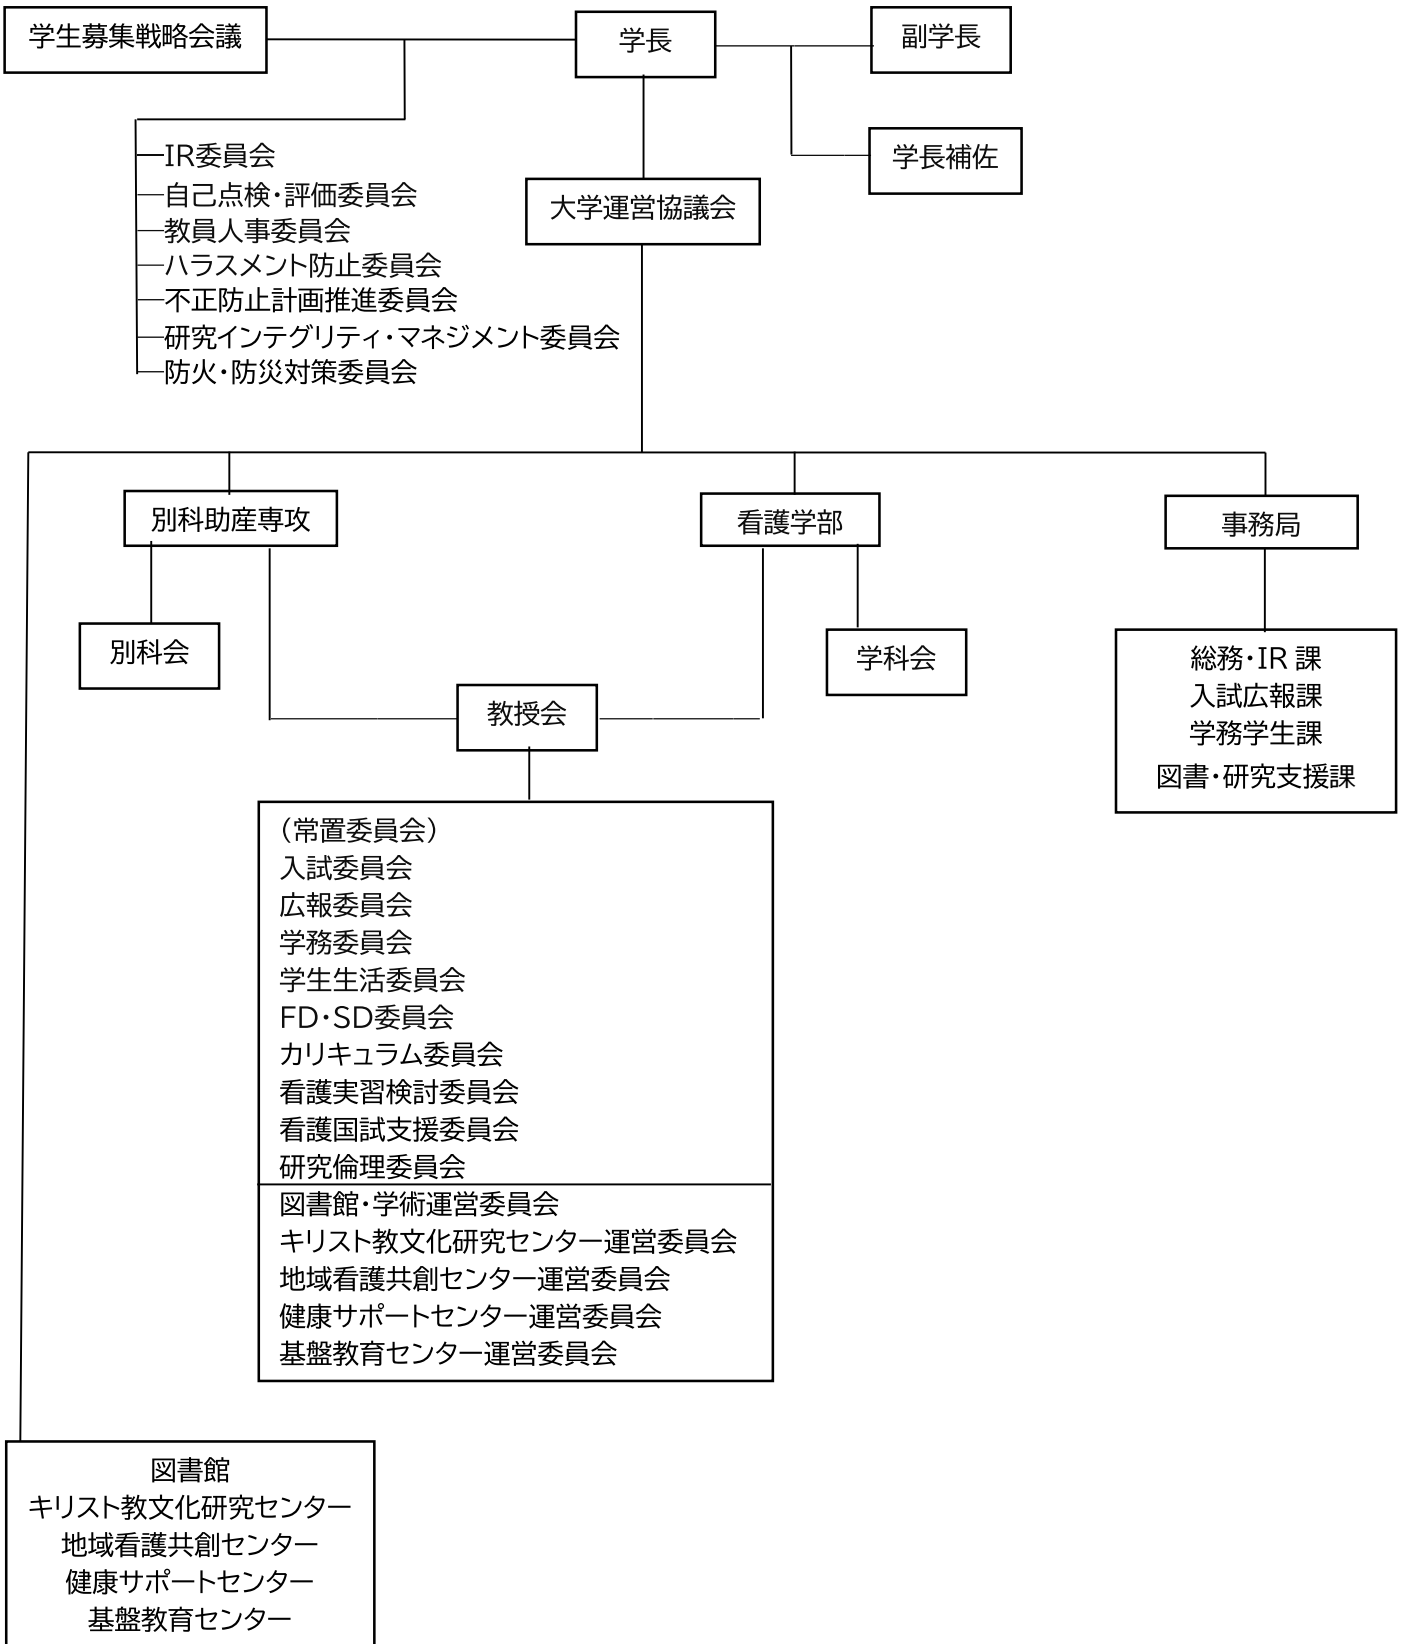 学生募集戦略会議
学長
副学長
学長補佐
IR委員会
自己点検・評価委員会
教員人事委員会
ハラスメント防止委員会
不正防止計画推進委員会
研究インテグリティ・マネジメント委員会
防火・防災対策委員会
大学運営協議会
別科助産専攻
看護学部
事務局
別科会
学科会
教授会
総務・IR 課
入試広報課
学務学生課
図書・研究支援課
（常置委員会）
入試委員会
広報委員会
学務委員会
学生生活委員会
FD・SD委員会
カリキュラム委員会
看護実習検討委員会
看護国試支援委員会
研究倫理委員会
図書館・学術運営委員会
キリスト教文化研究センター運営委員会
地域看護共創センター運営委員会
健康サポートセンター運営委員会
基盤教育センター運営委員会
図書館
キリスト教文化研究センター
地域看護共創センター
健康サポートセンター
基盤教育センター